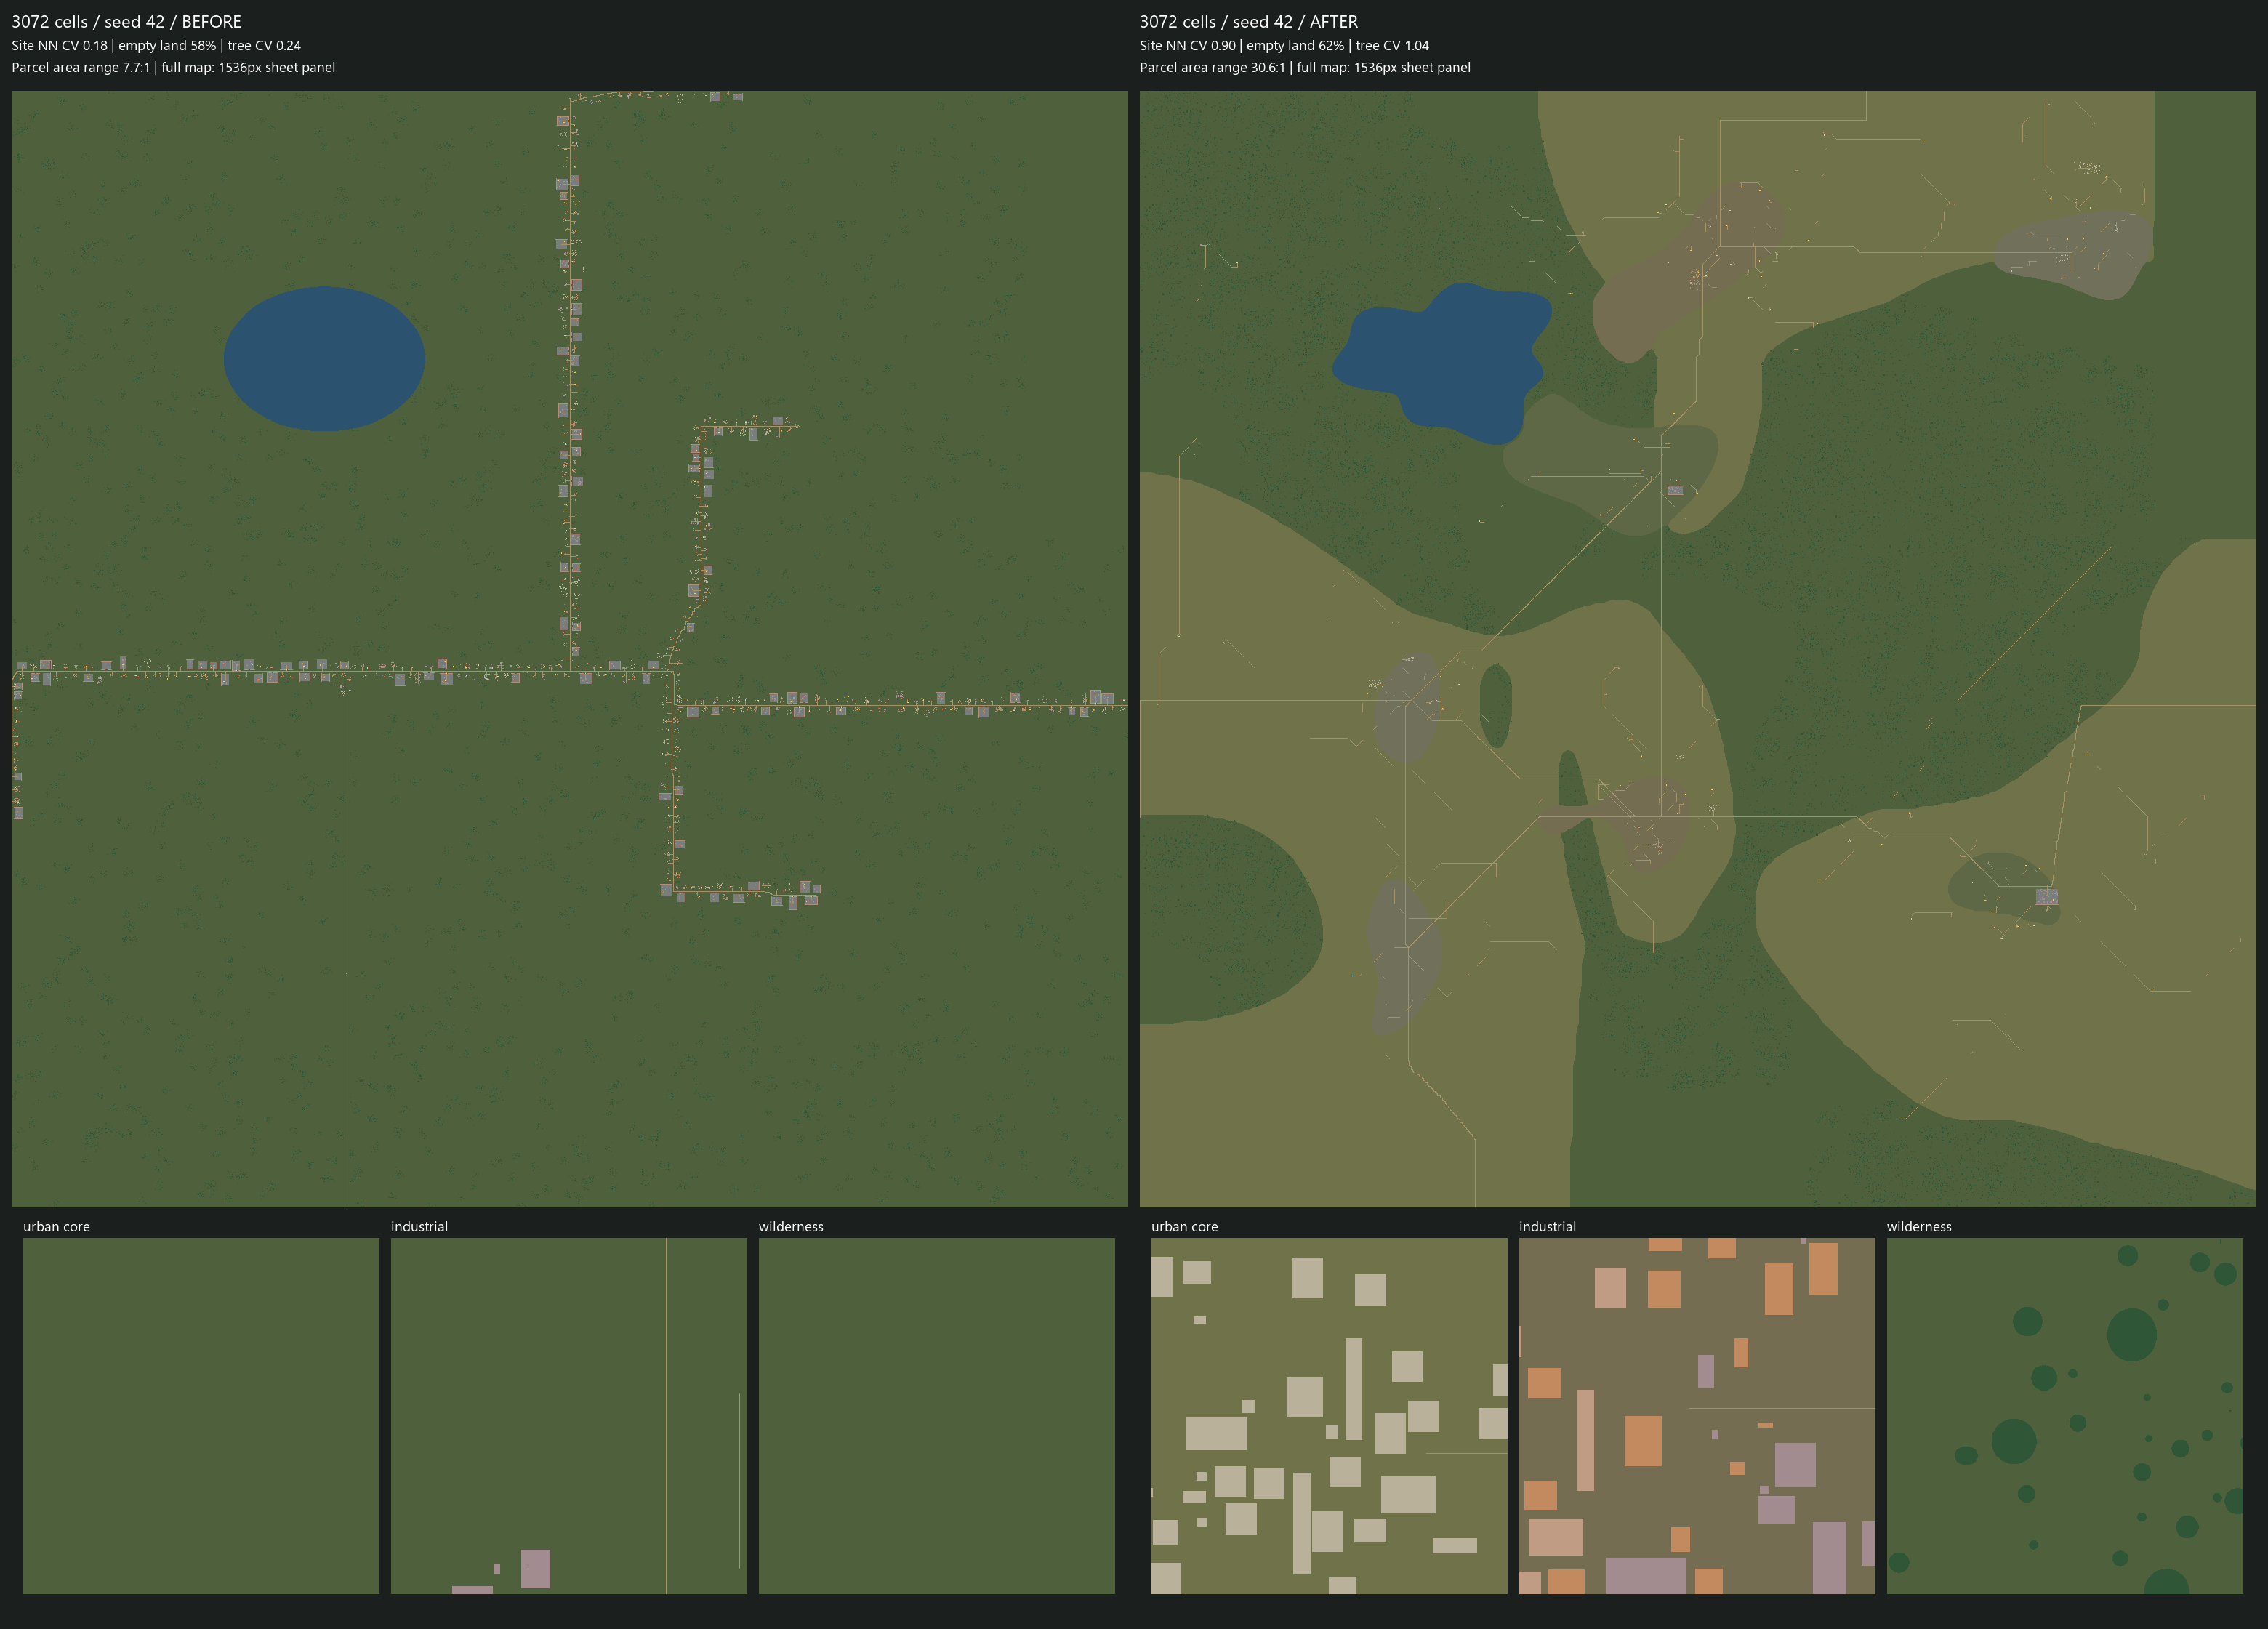 3072 cells / seed 42 / BEFORE
Site NN CV 0.18 | empty land 58% | tree CV 0.24
Parcel area range 7.7:1 | full map: 1536px sheet panel
3072 cells / seed 42 / AFTER
Site NN CV 0.90 | empty land 62% | tree CV 1.04
Parcel area range 30.6:1 | full map: 1536px sheet panel
urban core
industrial
wilderness
urban core
industrial
wilderness